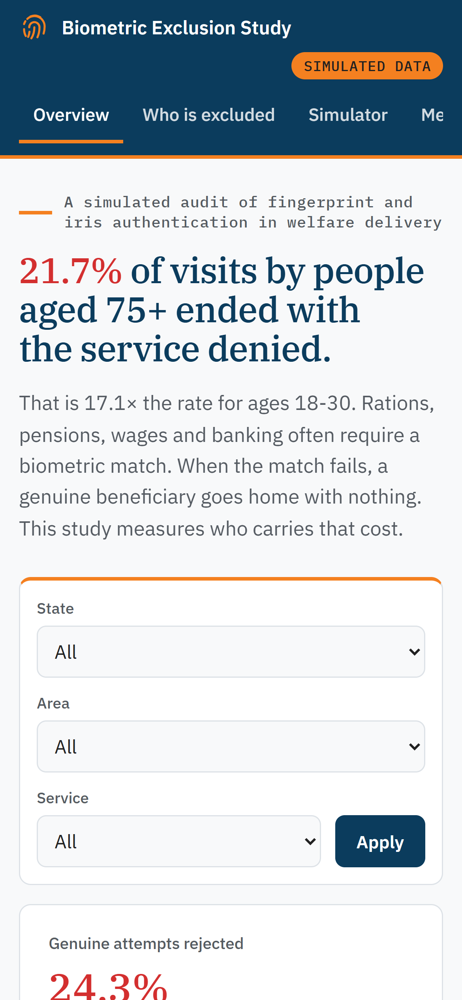 Biometric Exclusion Study
SIMULATED DATA
Overview Who is excluded Simulator Me
A simulated audit of fingerprint and
iris authentication in welfare delivery
21.7% of visits by people
aged 75+ ended with
the service denied.
That is 17.1× the rate for ages 18-30. Rations,
pensions, wages and banking often require a
biometric match. When the match fails, a
genuine beneficiary goes home with nothing.
This study measures who carries that cost.
State
All
Area
All
Service
All
Apply
Genuine attempts rejected
24.3%